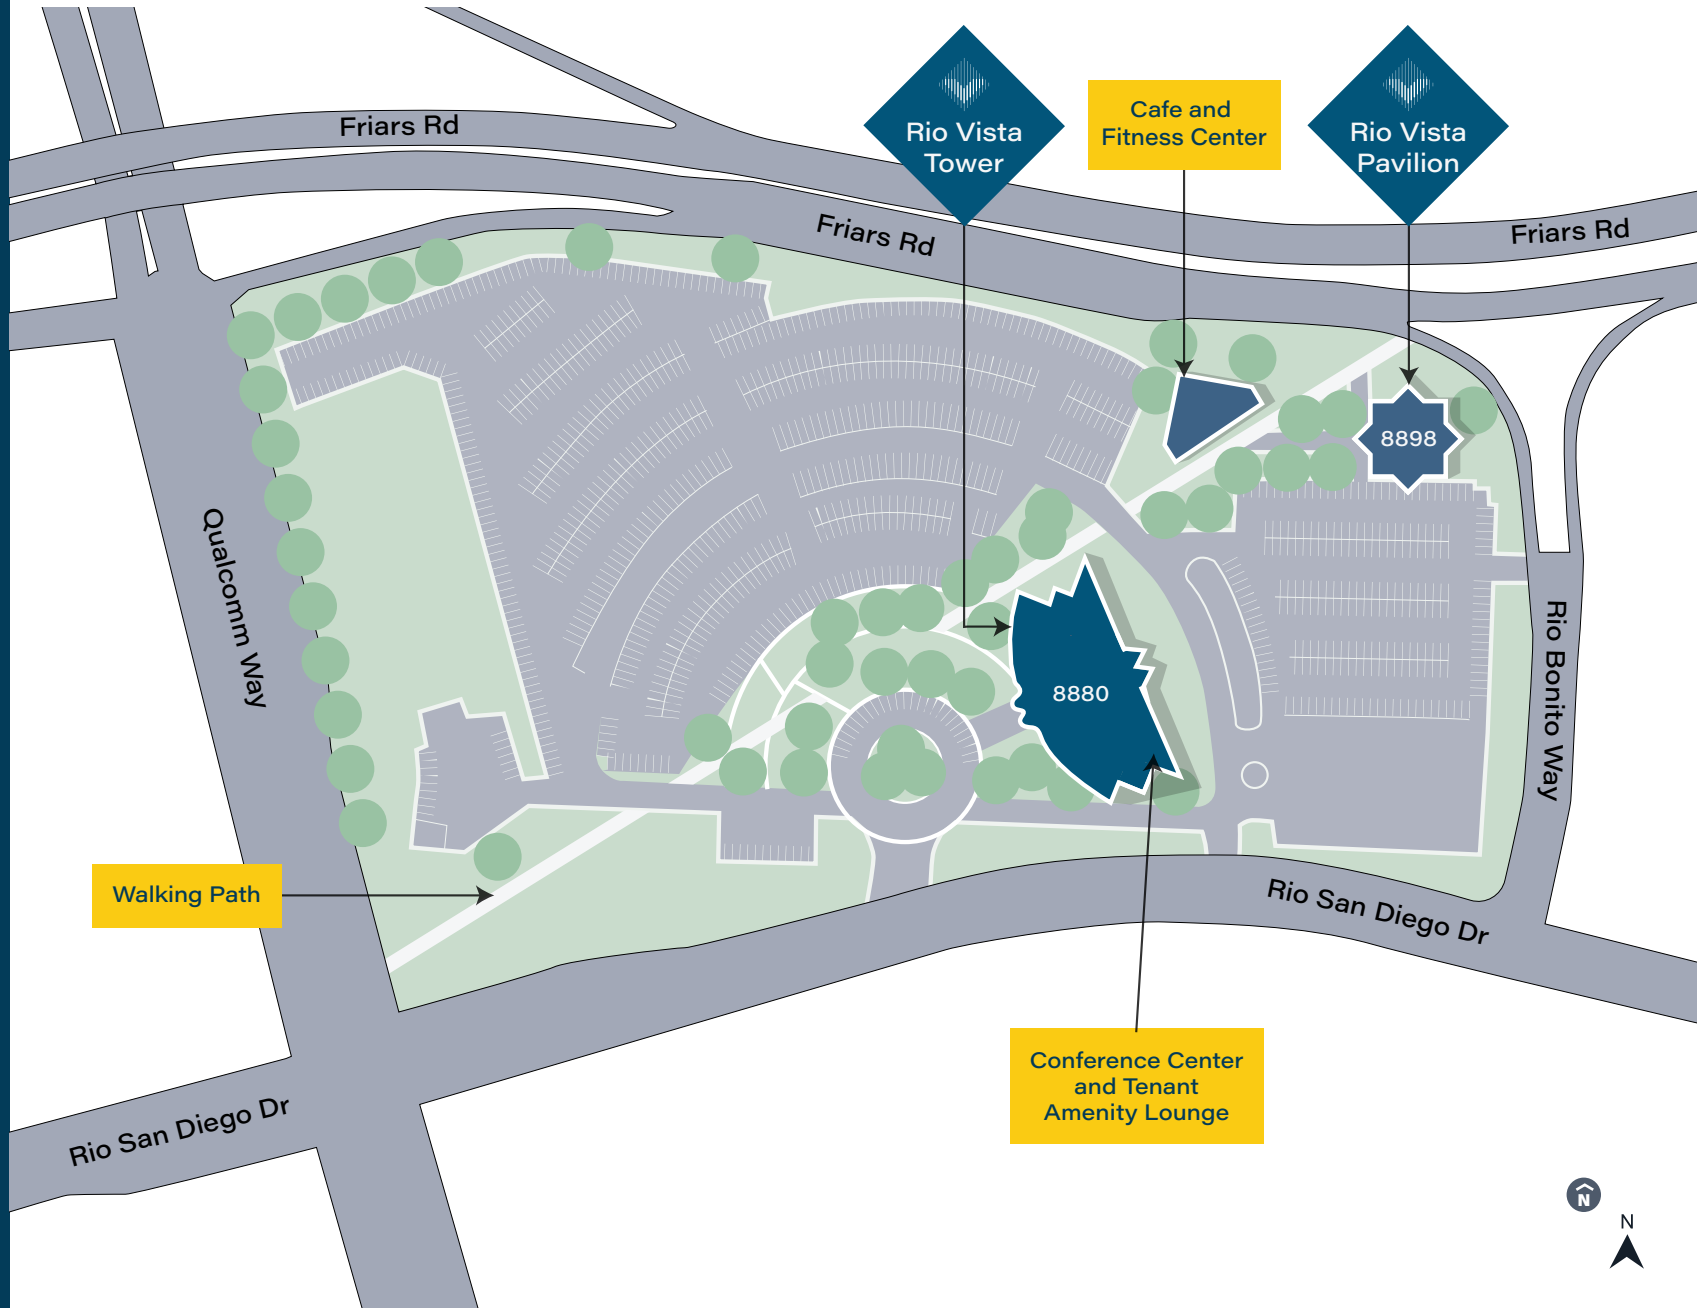 Friars Rd
Rio Vista
Tower
Cafe and
Fitness Center
Rio Vista
Pavilion
Friars Rd
Friars Rd
8898
Qualcomm Way
8880
Rio Bonito Way
Walking Path
Rio San Diego Dr
Conference Center
and Tenant
Amenity Lounge
Rio San Diego Dr
N
N